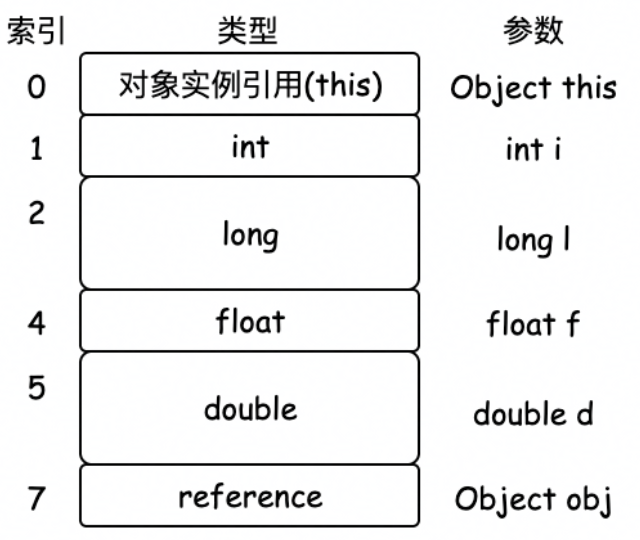 索引 类型 参数
0 对象实例引用(this) Object this
1 int int i
2 long long l
4 float float f
5 double double d
7 reference Object obj